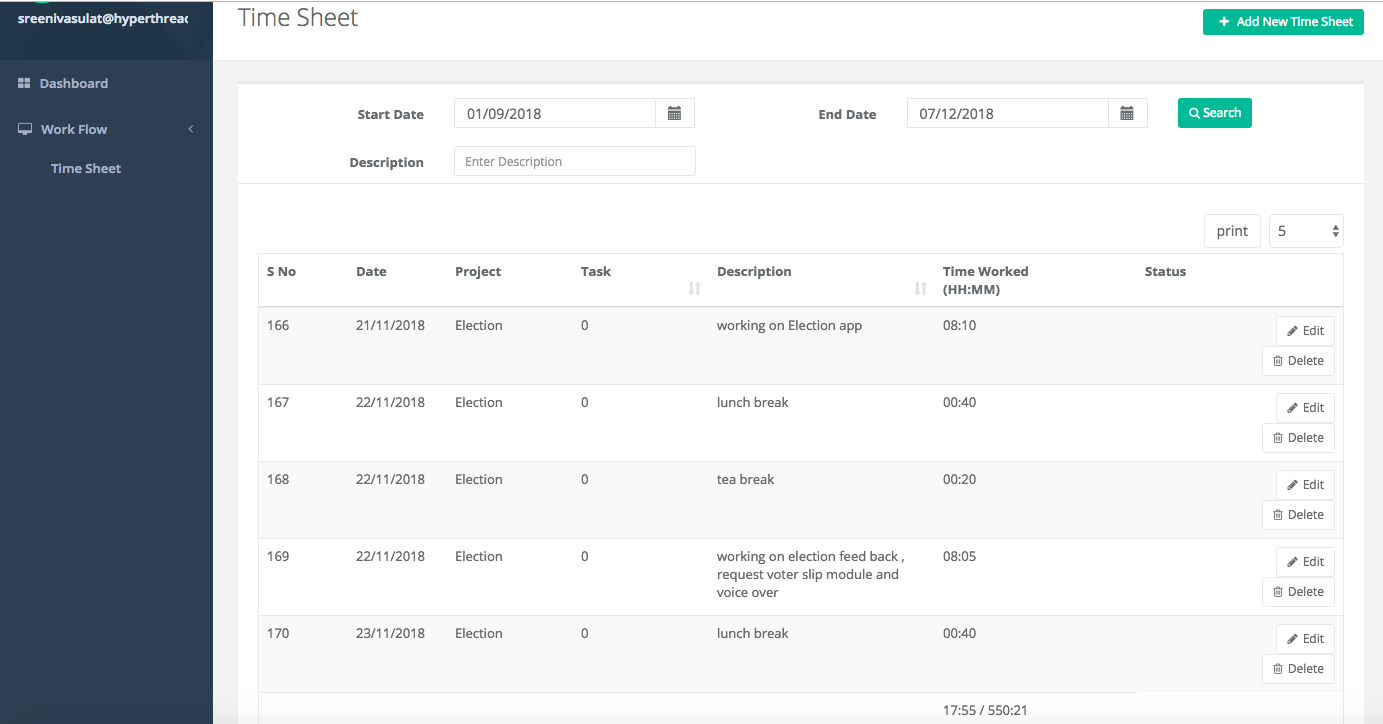 sreenivasulat@hyperthread
Time Sheet
Add New Time Sheet
Dashboard
Work Flow
Time Sheet
Start Date 01/09/2018 End Date 07/12/2018 Search
Description Enter Description
print 5
S No Date Project Task Description Time Worked (HH:MM) Status
166 21/11/2018 Election 0 working on Election app 08:10 Edit
Delete
167 22/11/2018 Election 0 lunch break 00:40 Edit
Delete
168 22/11/2018 Election 0 tea break 00:20 Edit
Delete
169 22/11/2018 Election 0 working on election feed back , 08:05 Edit
request voter slip module and Delete
voice over
170 23/11/2018 Election 0 lunch break 00:40 Edit
Delete
17:55 / 550:21